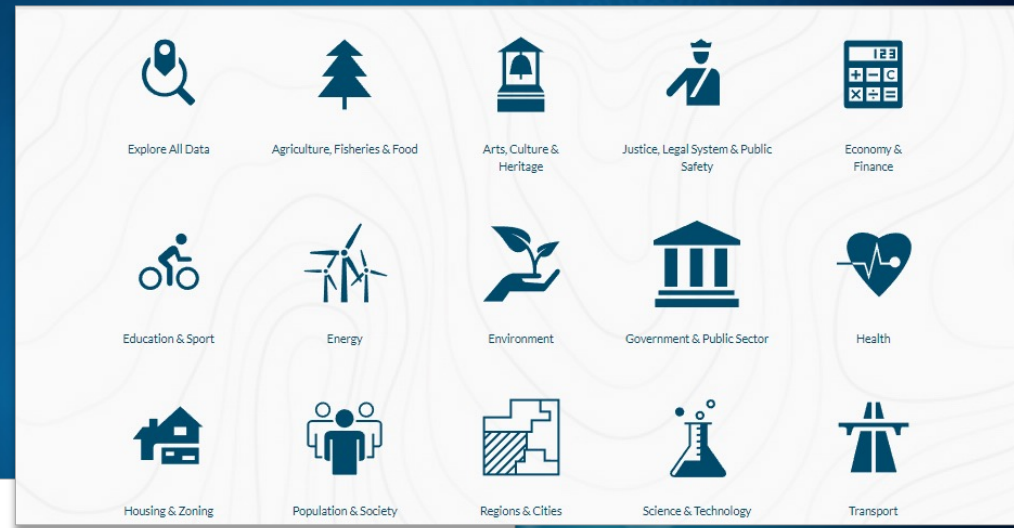 123
+ − C
× ÷ =
Explore All Data
Agriculture, Fisheries & Food
Arts, Culture &
Heritage
Justice, Legal System & Public
Safety
Economy &
Finance
Education & Sport
Energy
Environment
Government & Public Sector
Health
Housing & Zoning
Population & Society
Regions & Cities
Science & Technology
Transport